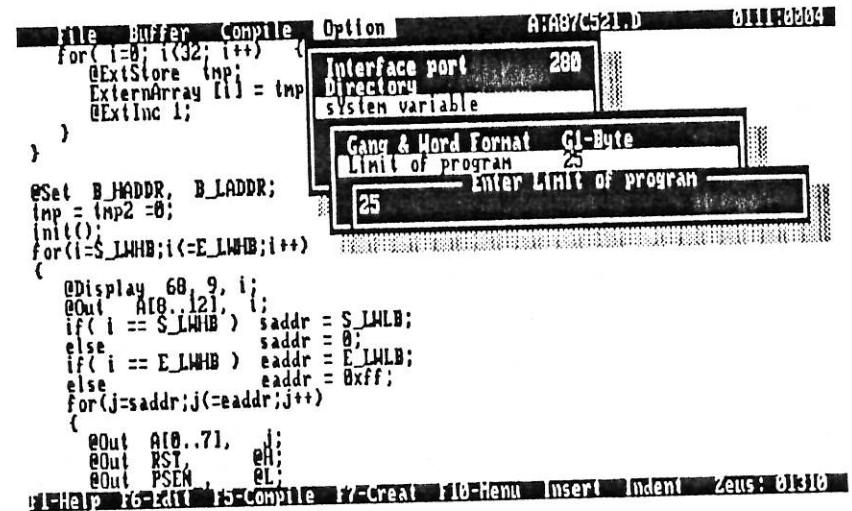 File Buffer Compile Option A:A87C521.D 0111:0004
for( i=0; i(32; i++) {
@ExtStore tmp;
ExternArray [i] = tmp
@ExtInc 1;
}
}
Interface port 280
Directory
sYstem variable
Gang & Word Format G1-Byte
Limit of program 25
Enter Limit of program
25
@Set B_HADDR, B_LADDR;
tmp = tmp2 =0;
init();
for(i=S_LWHB;i(=E_LWHB;i++)
{
@Display 68, 9, i;
@Out A[8..12], i;
if( i == S_LWHB ) saddr = S_LWLB;
else saddr = 0;
if( i == E_LWHB ) eaddr = E_LWLB;
else eaddr = 0xff;
for(j=saddr;j(=eaddr;j++)
{
@Out A[0..7], j;
@Out RST, @H;
@Out PSEN_, @L;
F1-Help F6-Edit F5-Compile F7-Creat F10-Menu Insert Indent Zeus: 01310